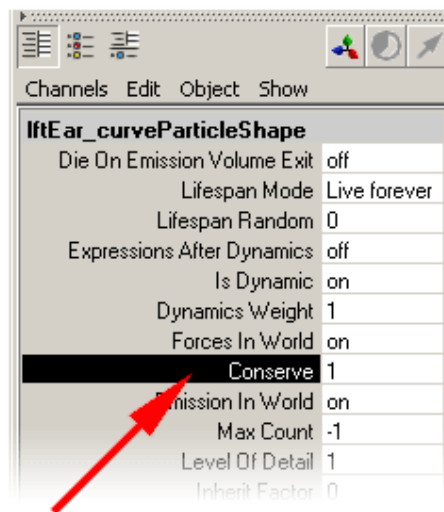 Channels Edit Object Show
lftEar_curveParticleShape
Die On Emission Volume Exit off
Lifespan Mode Live forever
Lifespan Random 0
Expressions After Dynamics off
Is Dynamic on
Dynamics Weight 1
Forces In World on
Conserve 1
Emission In World on
Max Count -1
Level Of Detail 1
Inherit Factor 0